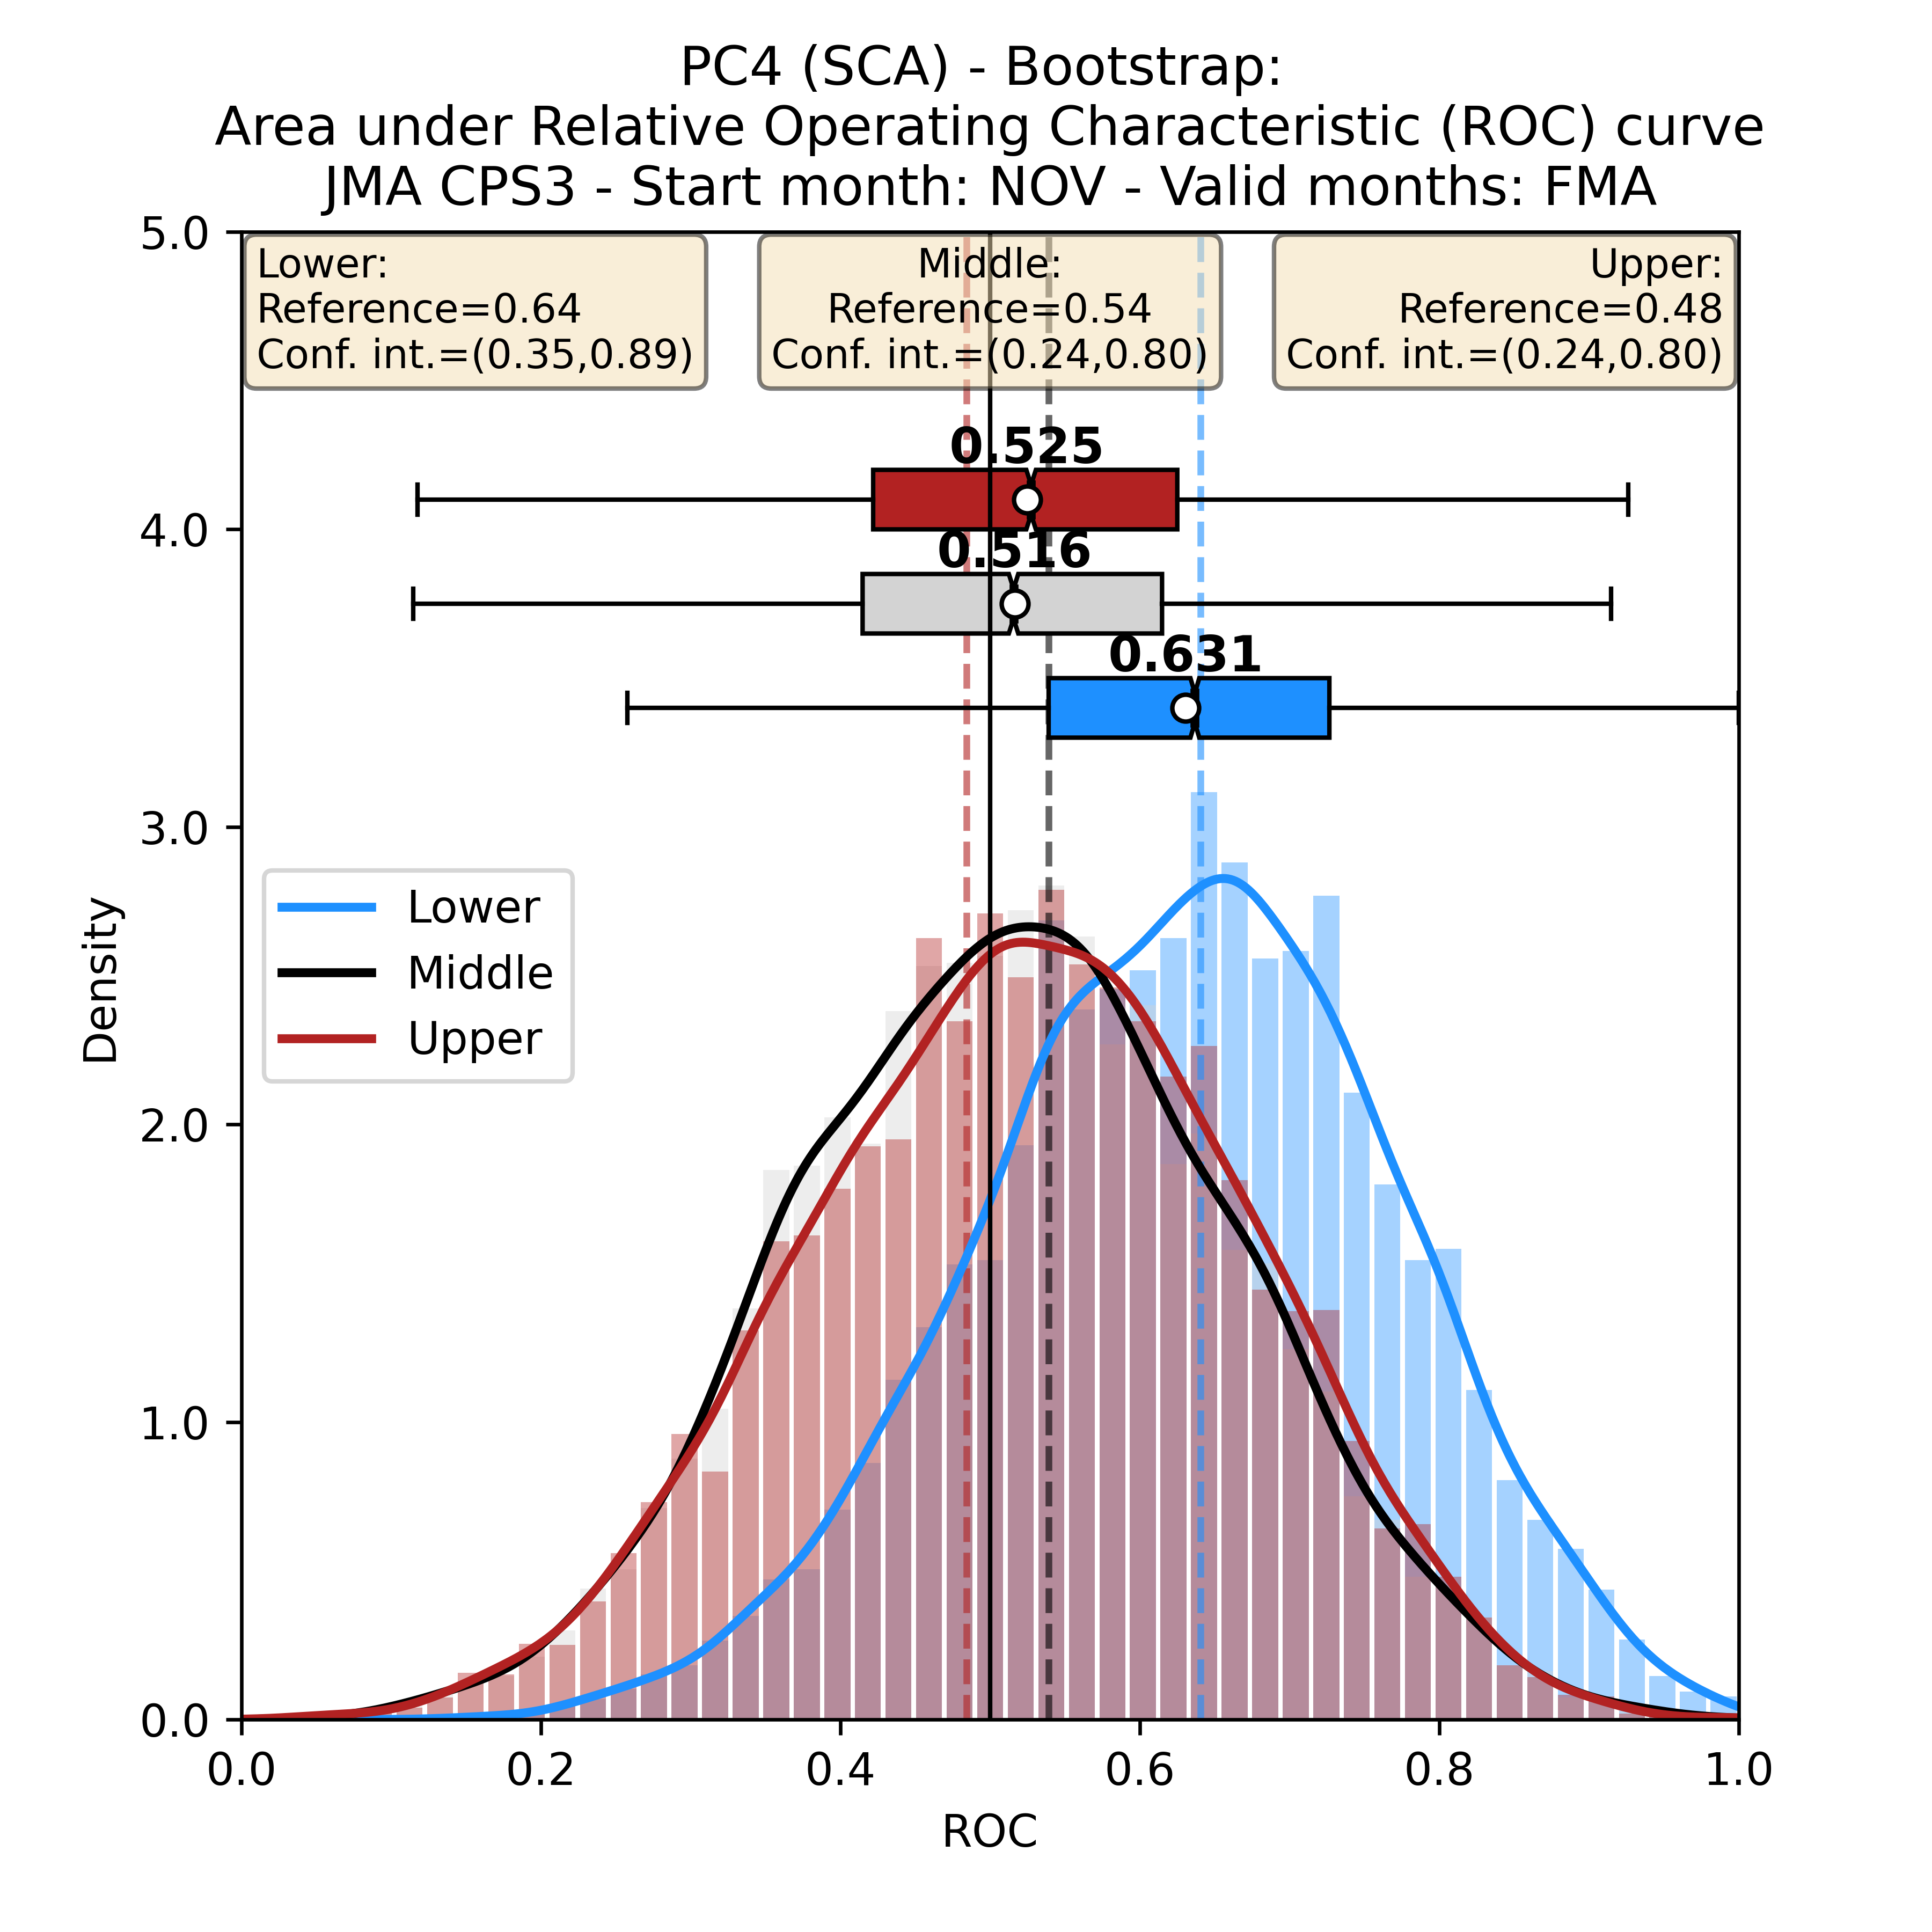 PC4 (SCA) - Bootstrap:
Area under Relative Operating Characteristic (ROC) curve
JMA CPS3 - Start month: NOV - Valid months: FMA
Lower:
Reference=0.64
Conf. int.=(0.35,0.89)
Middle:
Reference=0.54
Conf. int.=(0.24,0.80)
Upper:
Reference=0.48
Conf. int.=(0.24,0.80)
0.525
0.516
0.631
Lower
Middle
Upper
Density
5.0
4.0
3.0
2.0
1.0
0.0
0.0 0.2 0.4 0.6 0.8 1.0
ROC